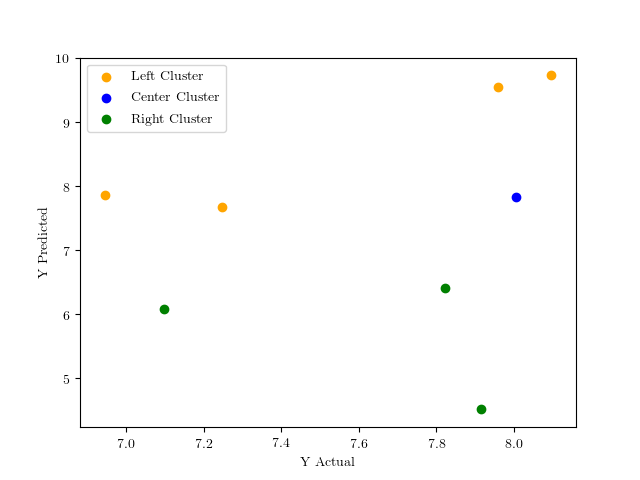 10
9
8
7
6
5
Y Predicted
Left Cluster
Center Cluster
Right Cluster
7.0 7.2 7.4 7.6 7.8 8.0
Y Actual